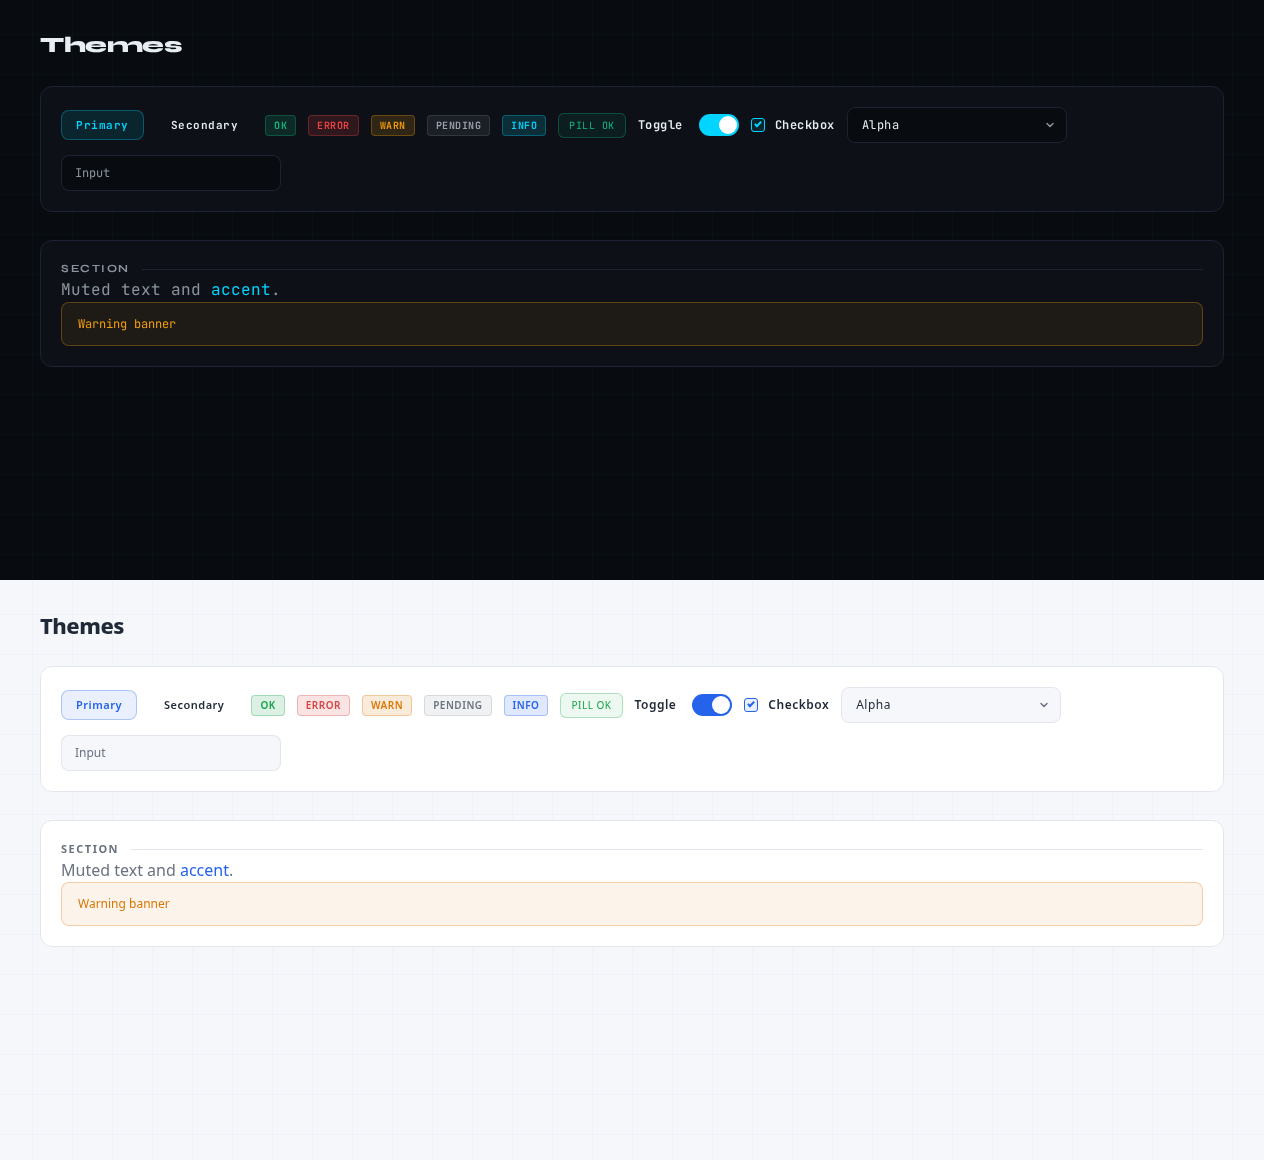 Themes
Primary Secondary OK ERROR WARN PENDING INFO PILL OK Toggle Checkbox Alpha
Input
SECTION
Muted text and accent.
Warning banner
Themes
Primary Secondary OK ERROR WARN PENDING INFO PILL OK Toggle Checkbox Alpha
Input
SECTION
Muted text and accent.
Warning banner